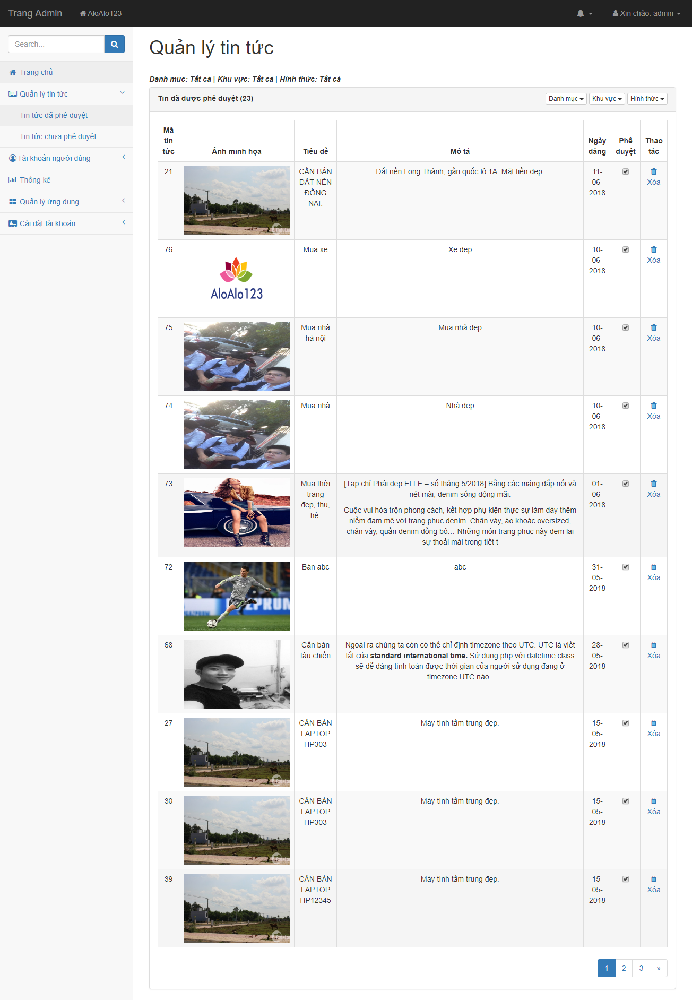 Trang Admin
AloAlo123
Xin chào: admin
Search...
Trang chủ
Quản lý tin tức
Tin tức đã phê duyệt
Tin tức chưa phê duyệt
Tài khoản người dùng
Thống kê
Quản lý ứng dụng
Cài đặt tài khoản
Quản lý tin tức
Danh muc: Tất cả | Khu vực: Tất cả | Hình thức: Tất cả
Tin đã được phê duyệt (23)
Danh mục
Khu vực
Hình thức
Mã
tin
tức
Ảnh minh họa
Tiêu đề
Mô tả
Ngày
đăng
Phê
duyệt
Thao
tác
21
CẦN BÁN
ĐẤT NỀN
ĐỒNG
NAI.
Đất nền Long Thành, gần quốc lộ 1A. Mặt tiền đẹp.
11-
06-
2018
Xóa
76
AloAlo123
Mua xe
Xe đẹp
10-
06-
2018
Xóa
75
Mua nhà
hà nội
Mua nhà đẹp
10-
06-
2018
Xóa
74
Mua nhà
Nhà đẹp
10-
06-
2018
Xóa
73
Mua thời
trang
đẹp, thu,
hè.
[Tạp chí Phái đẹp ELLE – số tháng 5/2018] Bằng các mảng đắp nối và
nét mài, denim sống động mãi.
Cuộc vui hòa trộn phong cách, kết hợp phụ kiện thực sự làm dày thêm
niềm đam mê với trang phục denim. Chân váy, áo khoác oversized,
chân váy, quần denim đồng bộ… Những món trang phục này đem lại
sự thoải mái trong tiết t
01-
06-
2018
Xóa
72
Bán abc
abc
31-
05-
2018
Xóa
68
Cần bán
tàu chiến
Ngoài ra chúng ta còn có thể chỉ định timezone theo UTC. UTC là viết
tắt của standard international time. Sử dụng php với datetime class
sẽ dễ dàng tính toán được thời gian của người sử dụng đang ở
timezone UTC nào.
28-
05-
2018
Xóa
27
CẦN BÁN
LAPTOP
HP303
Máy tính tầm trung đẹp.
15-
05-
2018
Xóa
30
CẦN BÁN
LAPTOP
HP303
Máy tính tầm trung đẹp.
15-
05-
2018
Xóa
39
CẦN BÁN
LAPTOP
HP12345
Máy tính tầm trung đẹp.
15-
05-
2018
Xóa
1 2 3 »